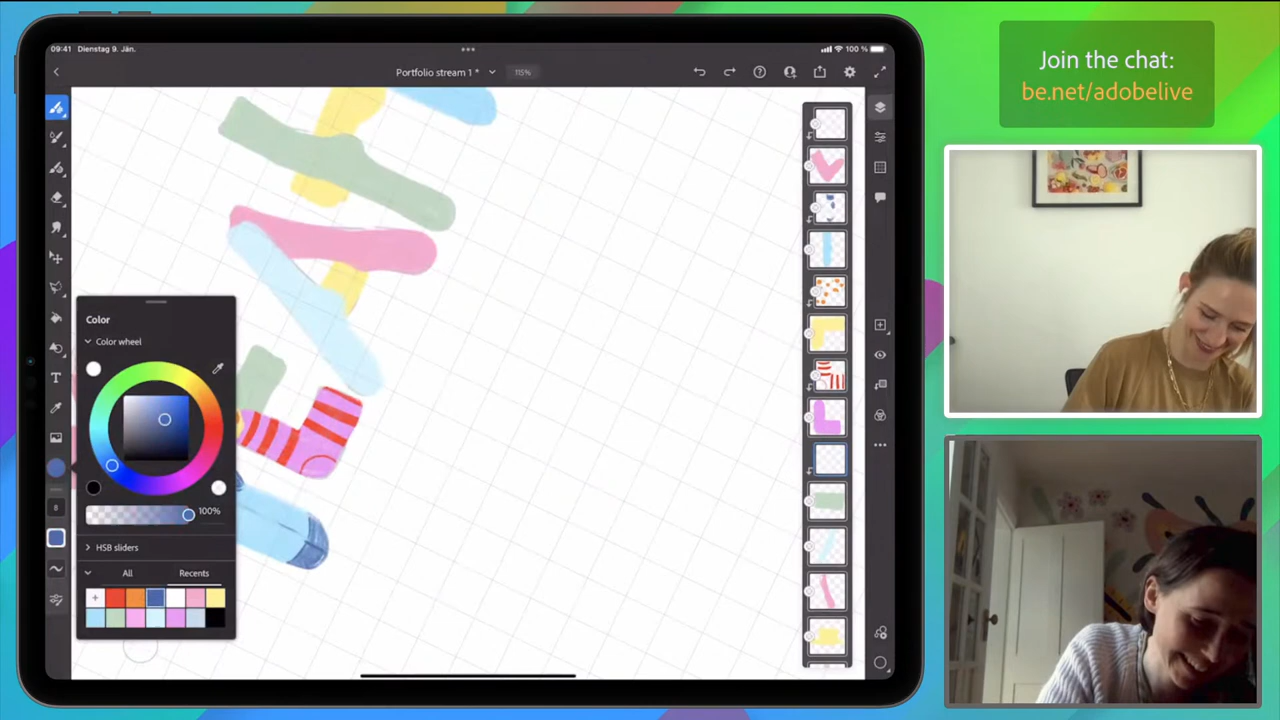 09:41 Dienstag 9. Jän.
100 %
Portfolio stream 1 *
115%
Join the chat:
be.net/adobelive
Color
Color wheel
100%
8
HSB sliders
All
Recents
T